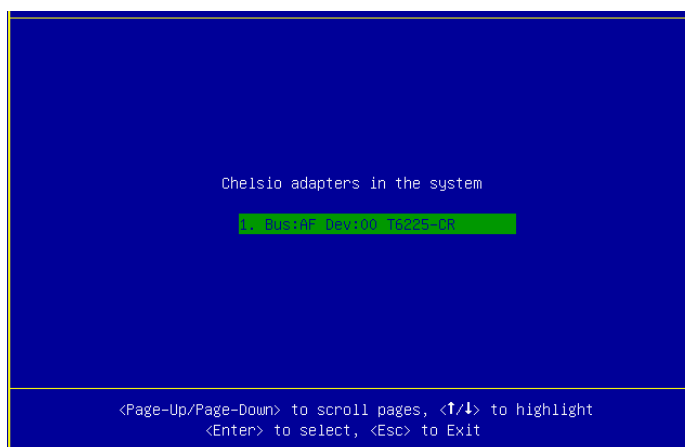 Chelsio adapters in the system
1. Bus:AF Dev:00 T6225-CR
<Page-Up/Page-Down> to scroll pages, <↑/↓> to highlight
<Enter> to select, <Esc> to Exit